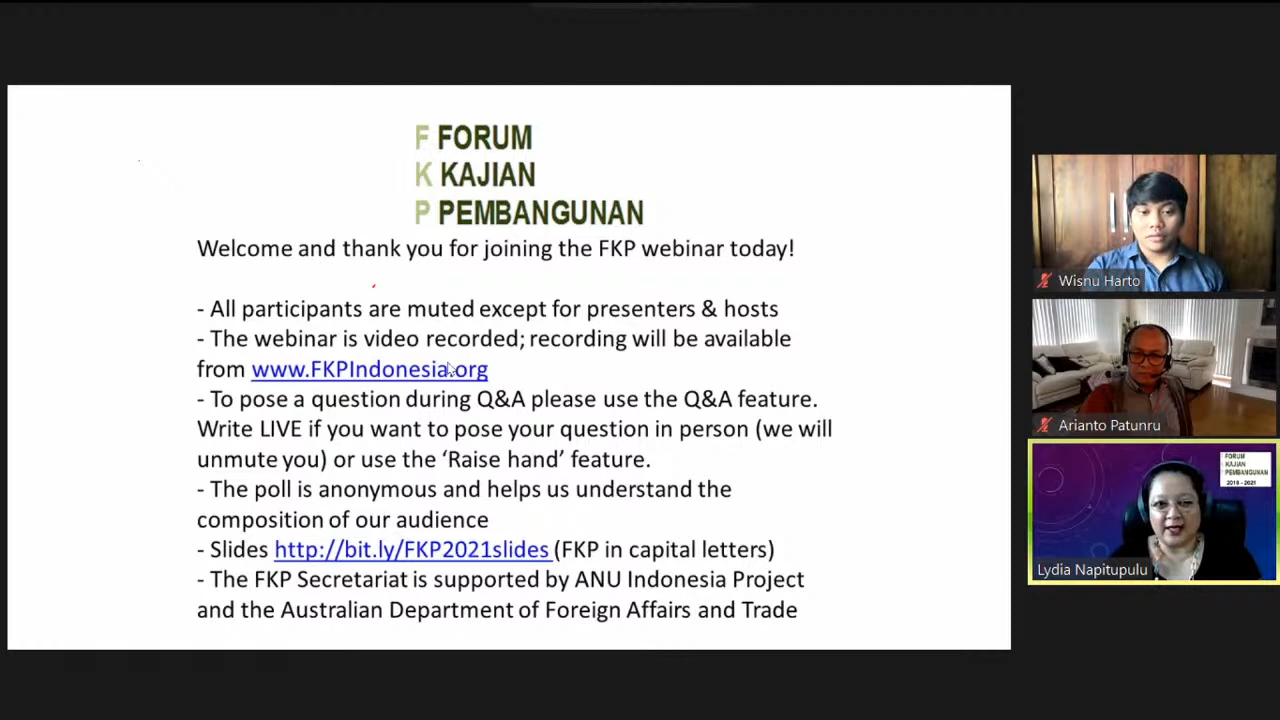 F FORUM
K KAJIAN
P PEMBANGUNAN
Welcome and thank you for joining the FKP webinar today!
- All participants are muted except for presenters & hosts
- The webinar is video recorded; recording will be available
from www.FKPIndonesia.org
- To pose a question during Q&A please use the Q&A feature.
Write LIVE if you want to pose your question in person (we will
unmute you) or use the ‘Raise hand’ feature.
- The poll is anonymous and helps us understand the
composition of our audience
- Slides http://bit.ly/FKP2021slides (FKP in capital letters)
- The FKP Secretariat is supported by ANU Indonesia Project
and the Australian Department of Foreign Affairs and Trade
Wisnu Harto
Arianto Patunru
FORUM
KAJIAN
PEMBANGUNAN
Lydia Napitupulu